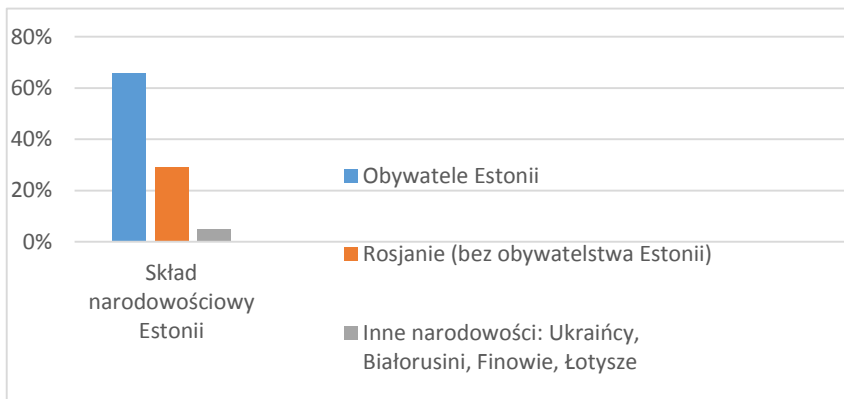 80%
60%
40%
20%
0%
Skład
narodowościowy
Estonii
Obywatele Estonii
Rosjanie (bez obywatelstwa Estonii)
Inne narodowości: Ukraińcy,
Białorusini, Finowie, Łotysze